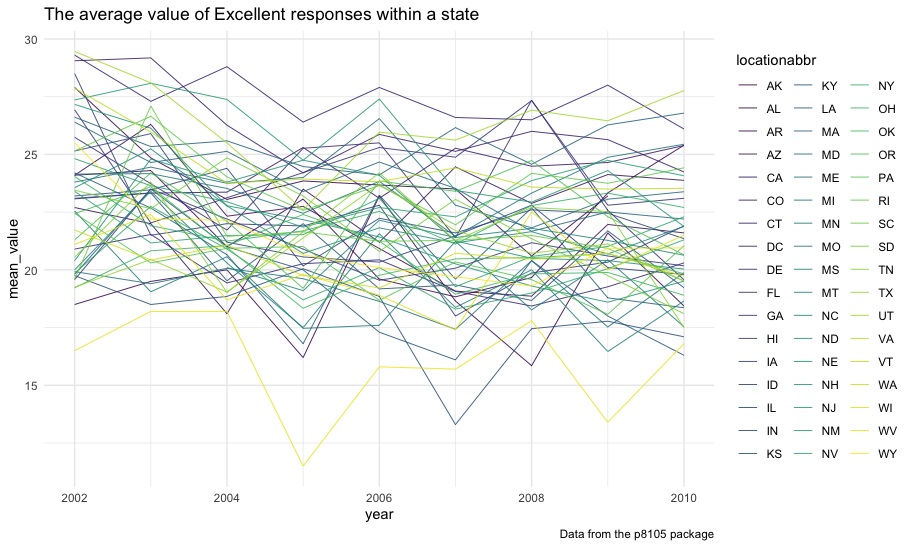 The average value of Excellent responses within a state
30
25
20
15
mean_value
2002
2004
2006
2008
2010
year
locationabbr
AK KY NY
AL LA OH
AR MA OK
AZ MD OR
CA ME PA
CO MI RI
CT MN SC
DC MO SD
DE MS TN
FL MT TX
GA NC UT
HI ND VA
IA NE VT
ID NH WA
IL NJ WI
IN NM WV
KS NV WY
Data from the p8105 package